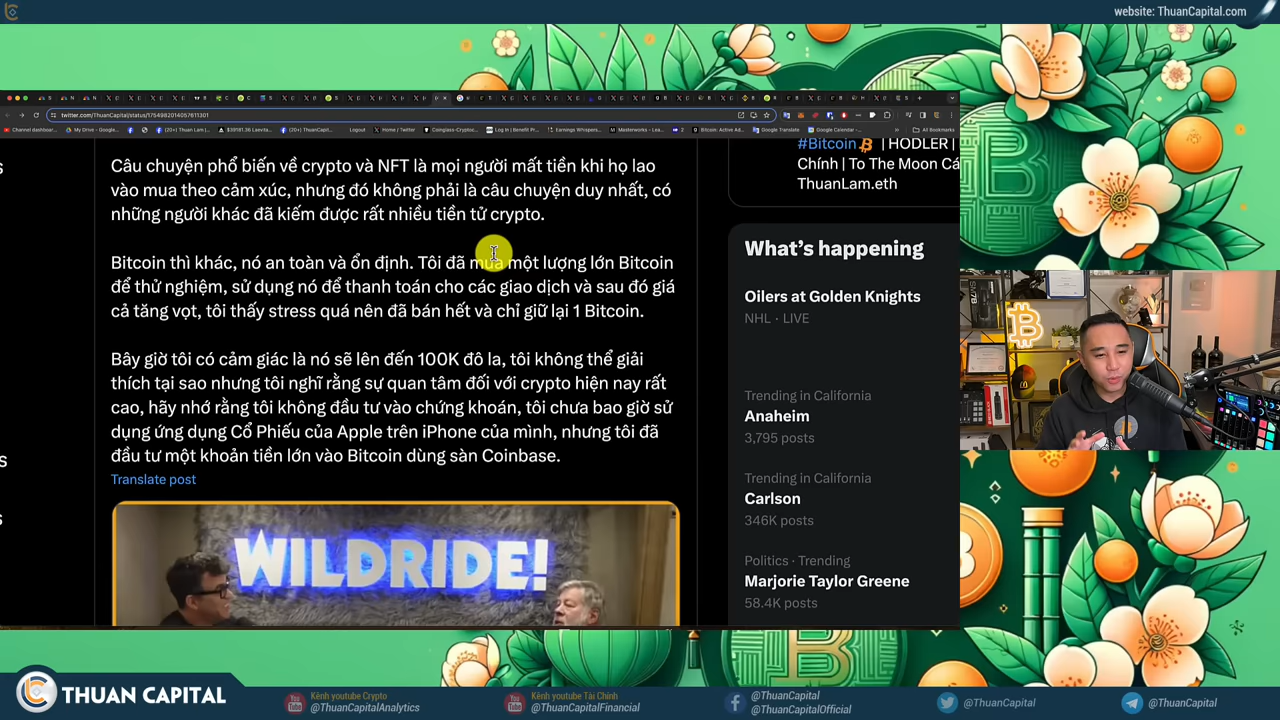 website: ThuanCapital.com
twitter.com/ThuanCapital/status/1754982014057611301
Câu chuyện phổ biến về crypto và NFT là mọi người mất tiền khi họ lao
vào mua theo cảm xúc, nhưng đó không phải là câu chuyện duy nhất, có
những người khác đã kiếm được rất nhiều tiền từ crypto.
Bitcoin thì khác, nó an toàn và ổn định. Tôi đã mua một lượng lớn Bitcoin
để thử nghiệm, sử dụng nó để thanh toán cho các giao dịch và sau đó giá
cả tăng vọt, tôi thấy stress quá nên đã bán hết và chỉ giữ lại 1 Bitcoin.
Bây giờ tôi có cảm giác là nó sẽ lên đến 100K đô la, tôi không thể giải
thích tại sao nhưng tôi nghĩ rằng sự quan tâm đối với crypto hiện nay rất
cao, hãy nhớ rằng tôi không đầu tư vào chứng khoán, tôi chưa bao giờ sử
dụng ứng dụng Cổ Phiếu của Apple trên iPhone của mình, nhưng tôi đã
đầu tư một khoản tiền lớn vào Bitcoin dùng sàn Coinbase.
Translate post
WILDRIDE!
#Bitcoin | HODLER |
Chính | To The Moon Cá
ThuanLam.eth
What's happening
Oilers at Golden Knights
NHL · LIVE
Trending in California
Anaheim
3,795 posts
Trending in California
Carlson
346K posts
Politics · Trending
Marjorie Taylor Greene
58.4K posts
THUAN CAPITAL
Kênh youtube Crypto
@ThuanCapitalAnalytics
Kênh youtube Tài Chính
@ThuanCapitalFinancial
@ThuanCapital
@ThuanCapitalOfficial
@ThuanCapital
@ThuanCapital